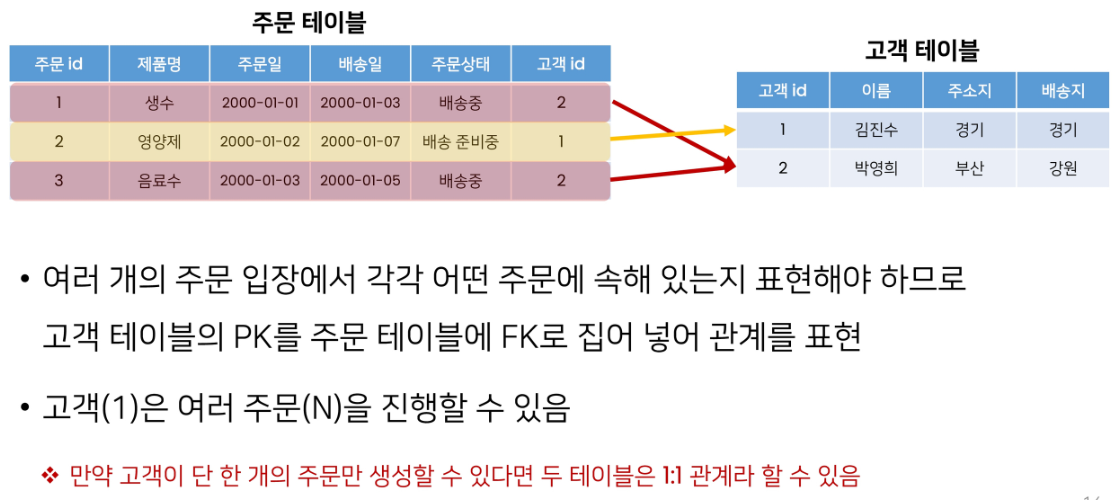 주문 테이블
주문 id 제품명 주문일 배송일 주문상태 고객 id
1 생수 2000-01-01 2000-01-03 배송중 2
2 영양제 2000-01-02 2000-01-07 배송 준비중 1
3 음료수 2000-01-03 2000-01-05 배송중 2
고객 테이블
고객 id 이름 주소지 배송지
1 김진수 경기 경기
2 박영희 부산 강원
• 여러 개의 주문 입장에서 각각 어떤 주문에 속해 있는지 표현해야 하므로
고객 테이블의 PK를 주문 테이블에 FK로 집어 넣어 관계를 표현
• 고객(1)은 여러 주문(N)을 진행할 수 있음
❖ 만약 고객이 단 한 개의 주문만 생성할 수 있다면 두 테이블은 1:1 관계라 할 수 있음